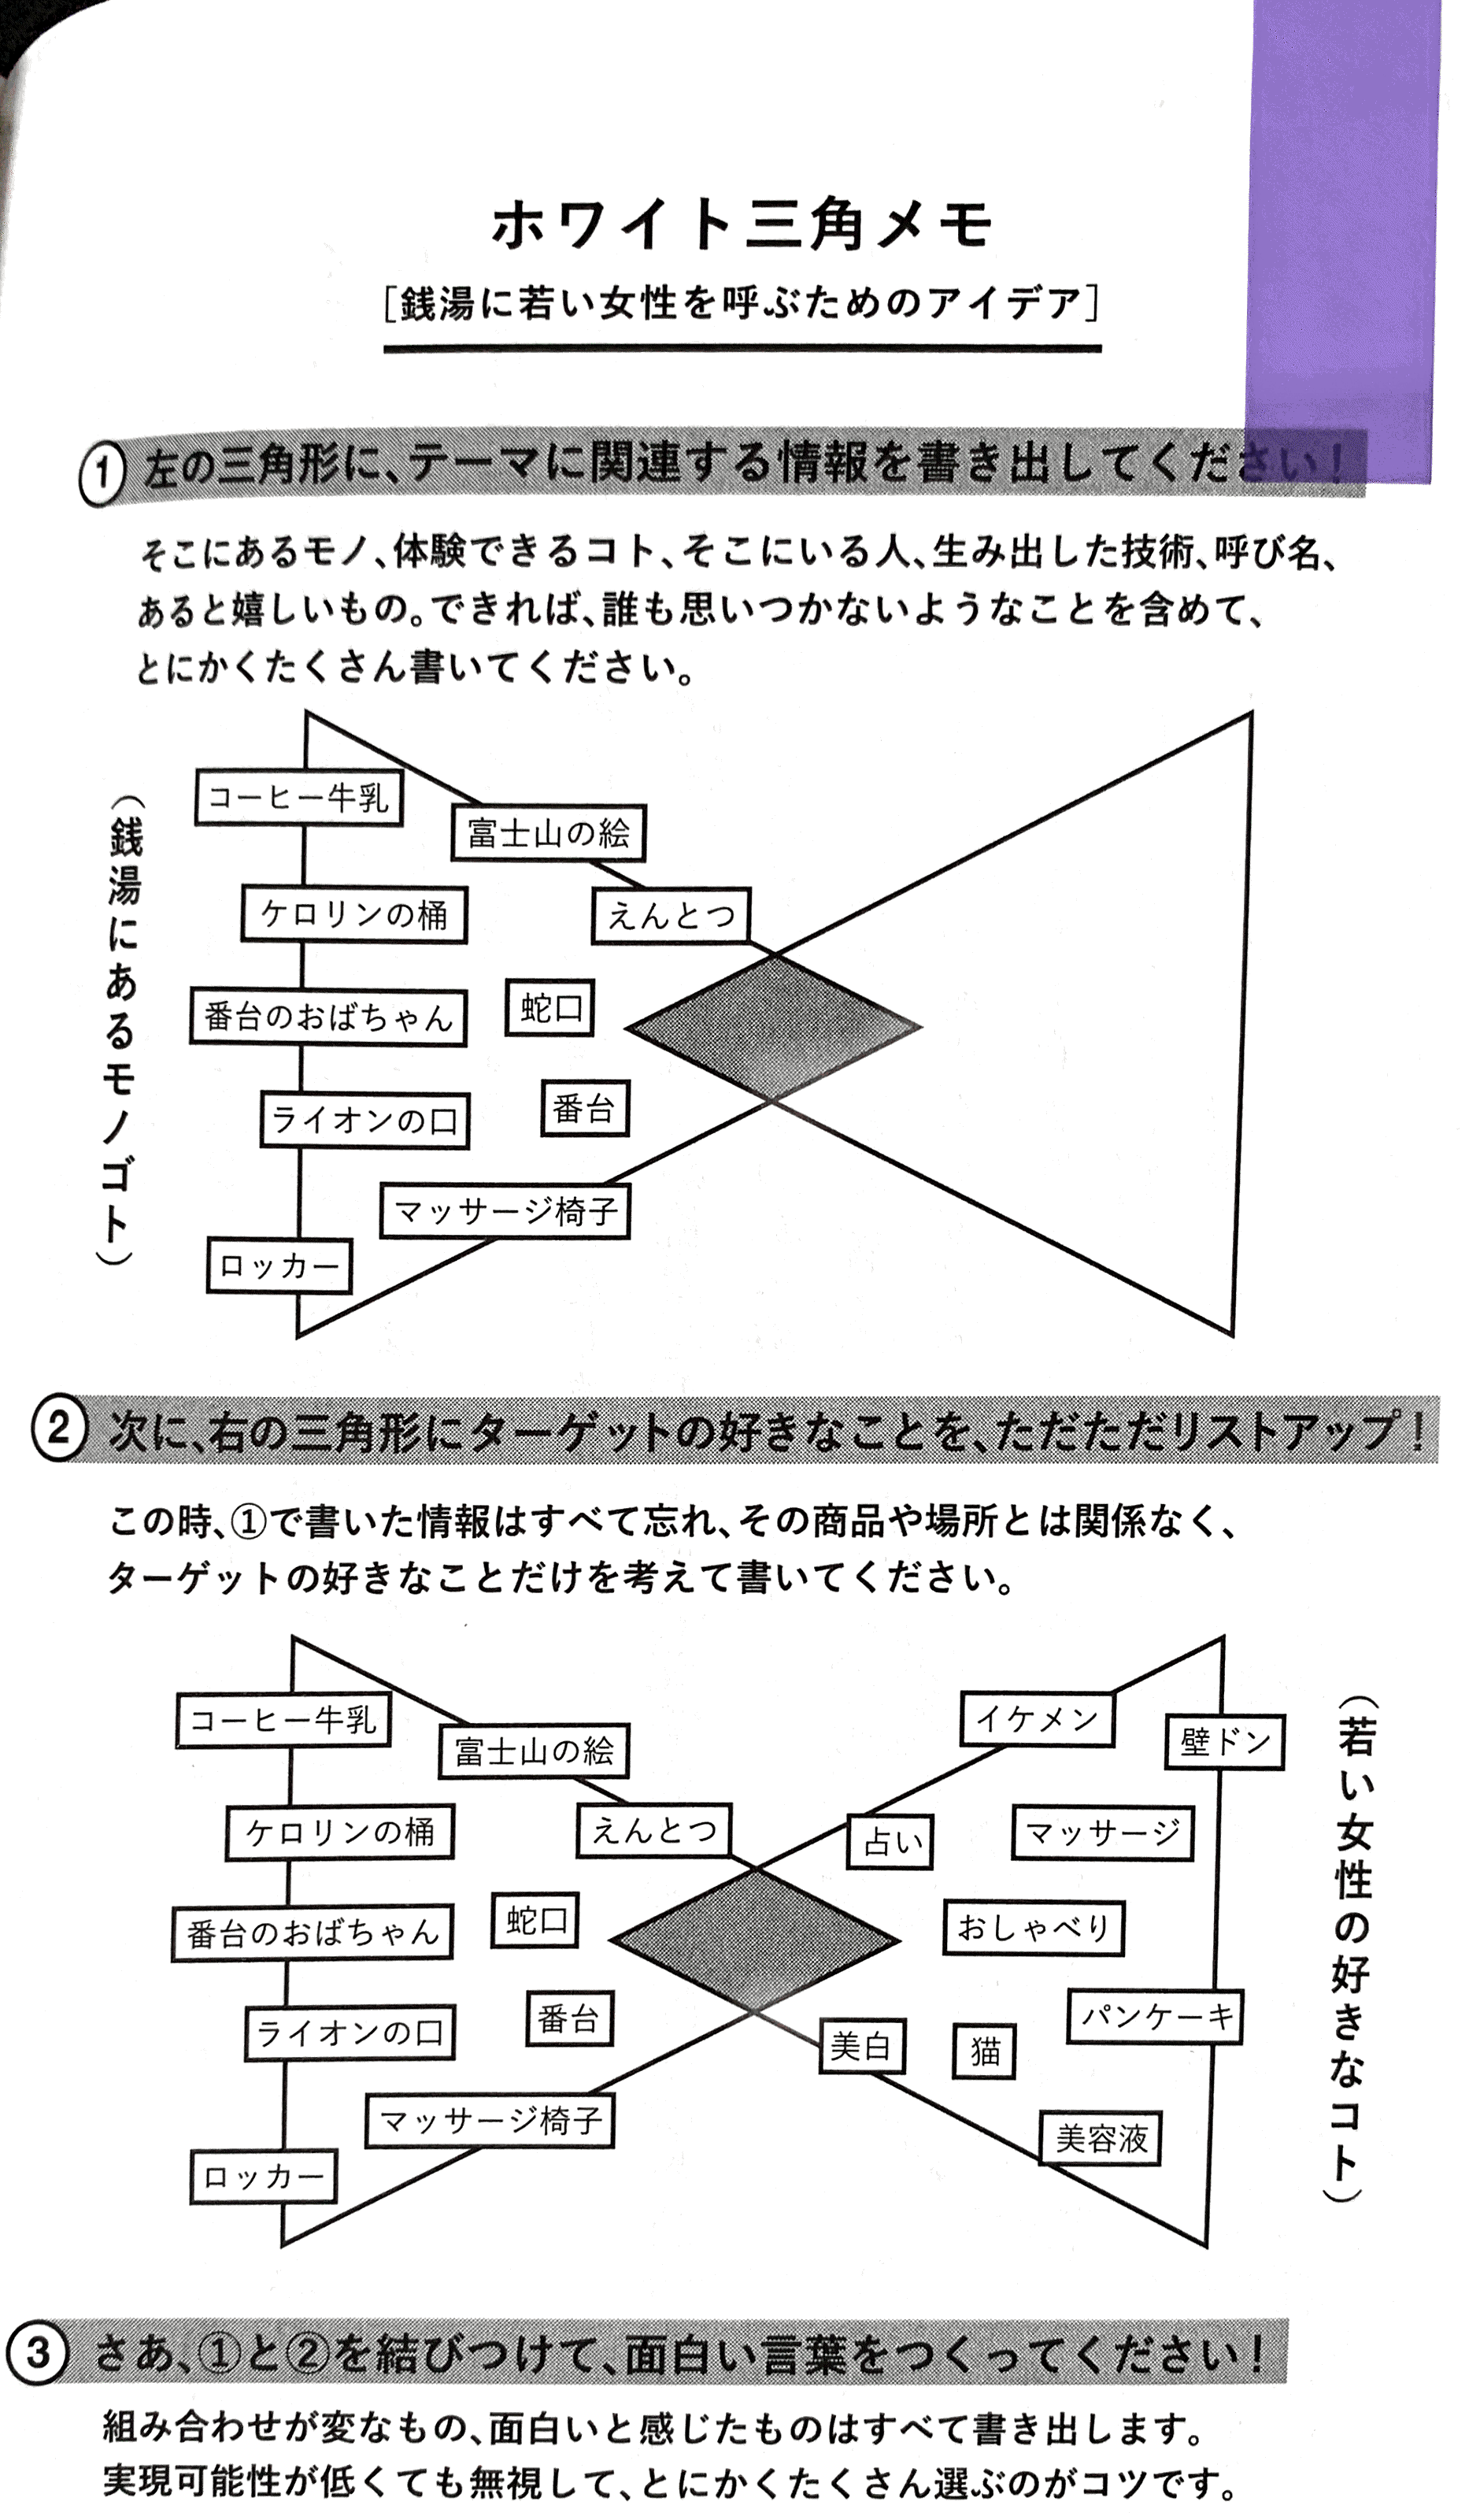 ホワイト三角メモ
[銭湯に若い女性を呼ぶためのアイデア]
① 左の三角形に、テーマに関連する情報を書き出してください!
そこにあるモノ、体験できるコト、そこにいる人、生み出した技術、呼び名、
あると嬉しいもの。できれば、誰も思いつかないようなことを含めて、
とにかくたくさん書いてください。
(銭湯にあるモノゴト)
コーヒー牛乳
富士山の絵
ケロリンの桶
えんとつ
番台のおばちゃん
蛇口
ライオンの口
番台
マッサージ椅子
ロッカー
② 次に、右の三角形にターゲットの好きなことを、ただただリストアップ!
この時、①で書いた情報はすべて忘れ、その商品や場所とは関係なく、
ターゲットの好きなことだけを考えて書いてください。
コーヒー牛乳
富士山の絵
ケロリンの桶
えんとつ
番台のおばちゃん
蛇口
ライオンの口
番台
マッサージ椅子
ロッカー
イケメン
壁ドン
占い
マッサージ
おしゃべり
パンケーキ
美白
猫
美容液
(若い女性の好きなコト)
③ さあ、①と②を結びつけて、面白い言葉をつくってください!
組み合わせが変なもの、面白いと感じたものはすべて書き出します。
実現可能性が低くても無視して、とにかくたくさん選ぶのがコツです。